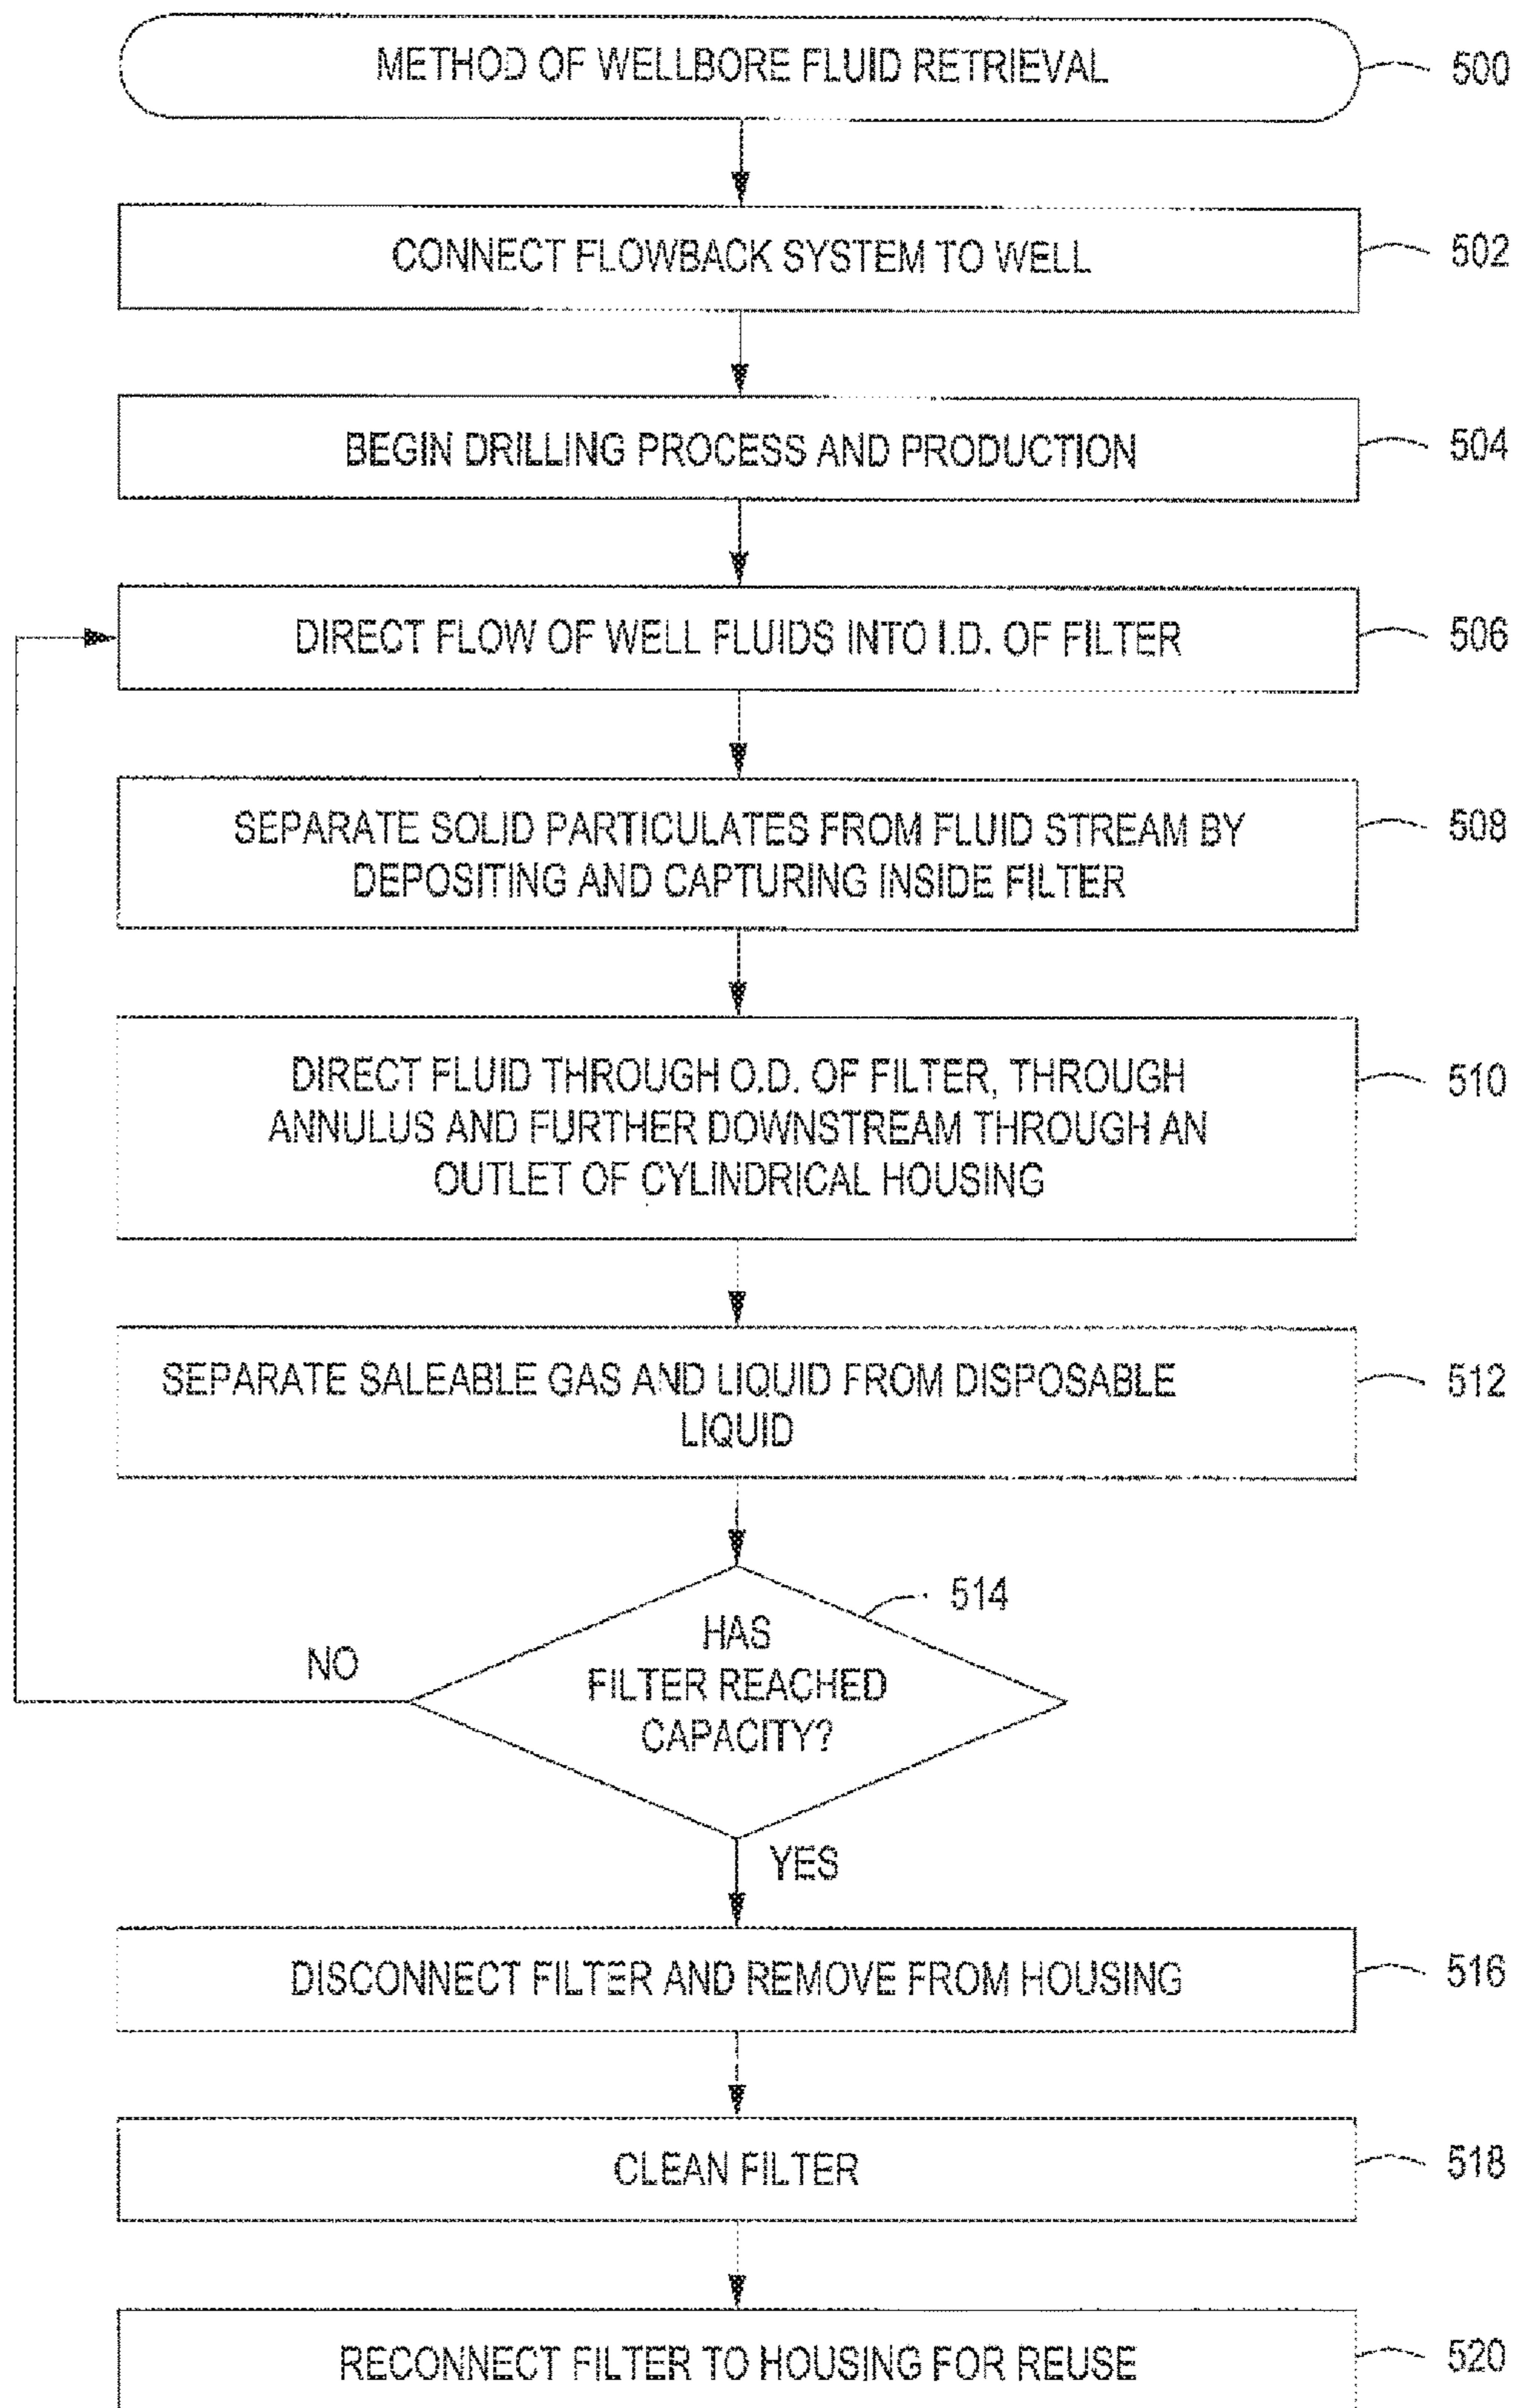 METHOD OF WELLBORE FLUID RETRIEVAL
500
CONNECT FLOWBACK SYSTEM TO WELL
502
BEGIN DRILLING PROCESS AND PRODUCTION
504
DIRECT FLOW OF WELL FLUIDS INTO I.D. OF FILTER
506
SEPARATE SOLID PARTICULATES FROM FLUID STREAM BY
DEPOSITING AND CAPTURING INSIDE FILTER
508
DIRECT FLUID THROUGH O.D. OF FILTER, THROUGH
ANNULUS AND FURTHER DOWNSTREAM THROUGH AN
OUTLET OF CYLINDRICAL HOUSING
510
SEPARATE SALEABLE GAS AND LIQUID FROM DISPOSABLE
LIQUID
512
514
HAS
FILTER REACHED
CAPACITY?
NO
YES
DISCONNECT FILTER AND REMOVE FROM HOUSING
516
CLEAN FILTER
518
RECONNECT FILTER TO HOUSING FOR REUSE
520